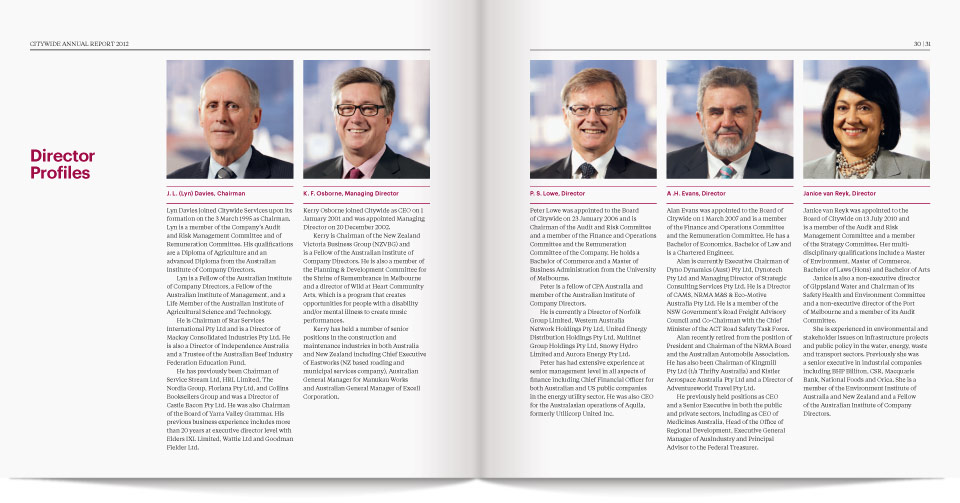 CITYWIDE ANNUAL REPORT 2012
30 | 31
Director
Profiles
J. L. (Lyn) Davies, Chairman
Lyn Davies joined Citywide Services upon its
formation on the 3 March 1995 as Chairman.
Lyn is a member of the Company's Audit
and Risk Management Committee and of
Remuneration Committee. His qualifications
are a Diploma of Agriculture and an
advanced Diploma from the Australian
Institute of Company Directors.
Lyn is a Fellow of the Australian Institute
of Company Directors, a Fellow of the
Australian Institute of Management, and a
Life Member of the Australian Institute of
Agricultural Science and Technology.
He is Chairman of Star Services
International Pty Ltd and is a Director of
Mackay Consolidated Industries Pty Ltd. He
is also a Director of Independence Australia
and a Trustee of the Australian Beef Industry
Federation Education Fund.
He has previously been Chairman of
Service Stream Ltd, HRL Limited, The
Nordia Group, Floriana Pty Ltd, and Collins
Booksellers Group and was a Director of
Castle Bacon Pty Ltd. He was also Chairman
of the Board of Yarra Valley Grammar. His
previous business experience includes more
than 20 years at executive director level with
Elders IXL Limited, Wattie Ltd and Goodman
Fielder Ltd.
K. F. Osborne, Managing Director
Kerry Osborne joined Citywide as CEO on 1
January 2001 and was appointed Managing
Director on 20 December 2002.
Kerry is Chairman of the New Zealand
Victoria Business Group (NZVBG) and
is a Fellow of the Australian Institute of
Company Directors. He is also a member of
the Planning & Development Committee for
the Shrine of Remembrance in Melbourne
and a director of Wild at Heart Community
Arts, which is a program that creates
opportunities for people with a disability
and/or mental illness to create music
performances.
Kerry has held a number of senior
positions in the construction and
maintenance industries in both Australia
and New Zealand including Chief Executive
of Eastworks (NZ based roading and
municipal services company), Australian
General Manager for Manukau Works
and Australian General Manager of Excell
Corporation.
P. S. Lowe, Director
Peter Lowe was appointed to the Board
of Citywide on 23 January 2006 and is
Chairman of the Audit and Risk Committee
and a member of the Finance and Operations
Committee and the Remuneration
Committee of the Company. He holds a
Bachelor of Commerce and a Master of
Business Administration from the University
of Melbourne.
Peter is a fellow of CPA Australia and
member of the Australian Institute of
Company Directors.
He is currently a Director of Norfolk
Group Limited, Western Australia
Network Holdings Pty Ltd, United Energy
Distribution Holdings Pty Ltd, Multinet
Group Holdings Pty Ltd, Snowy Hydro
Limited and Aurora Energy Pty Ltd.
Peter has had extensive experience at
senior management level in all aspects of
finance including Chief Financial Officer for
both Australian and US public companies
in the energy utility sector. He was also CEO
for the Australasian operations of Aquila,
formerly Utilicorp United Inc.
A .H. Evans, Director
Alan Evans was appointed to the Board of
Citywide on 1 March 2007 and is a member
of the Finance and Operations Committee
and the Remuneration Committee. He has a
Bachelor of Economics, Bachelor of Law and
is a Chartered Engineer.
Alan is currently Executive Chairman of
Dyno Dynamics (Aust) Pty Ltd, Dynotech
Pty Ltd and Managing Director of Strategic
Consulting Services Pty Ltd. He is a Director
of CAMS, NRMA M&S & Eco-Motive
Australia Pty Ltd. He is a member of the
NSW Government's Road Freight Advisory
Council and Co-Chairman with the Chief
Minister of the ACT Road Safety Task Force.
Alan recently retired from the position of
President and Chairman of the NRMA Board
and the Australian Automobile Association.
He has also been Chairman of Kingmill
Pty Ltd (t/a Thrifty Australia) and Kistler
Aerospace Australia Pty Ltd and a Director of
Adventureworld Travel Pty Ltd.
He previously held positions as CEO
and a Senior Executive in both the public
and private sectors, including as CEO of
Medicines Australia, Head of the Office of
Regional Development, Executive General
Manager of AusIndustry and Principal
Advisor to the Federal Treasurer.
Janice van Reyk, Director
Janice van Reyk was appointed to the
Board of Citywide on 13 July 2010 and
is a member of the Audit and Risk
Management Committee and a member
of the Strategy Committee. Her multi-
disciplinary qualifications include a Master
of Environment, Master of Commerce,
Bachelor of Laws (Hons) and Bachelor of Arts
Janice is also a non-executive director
of Gippsland Water and Chairman of its
Safety Health and Environment Committee
and a non-executive director of the Port
of Melbourne and a member of its Audit
Committee.
She is experienced in environmental and
stakeholder issues on infrastructure projects
and public policy in the water, energy, waste
and transport sectors. Previously she was
a senior executive in industrial companies
including BHP Billiton, CSR, Macquarie
Bank, National Foods and Orica. She is a
member of the Environment Institute of
Australia and New Zealand and a Fellow
of the Australian Institute of Company
Directors.